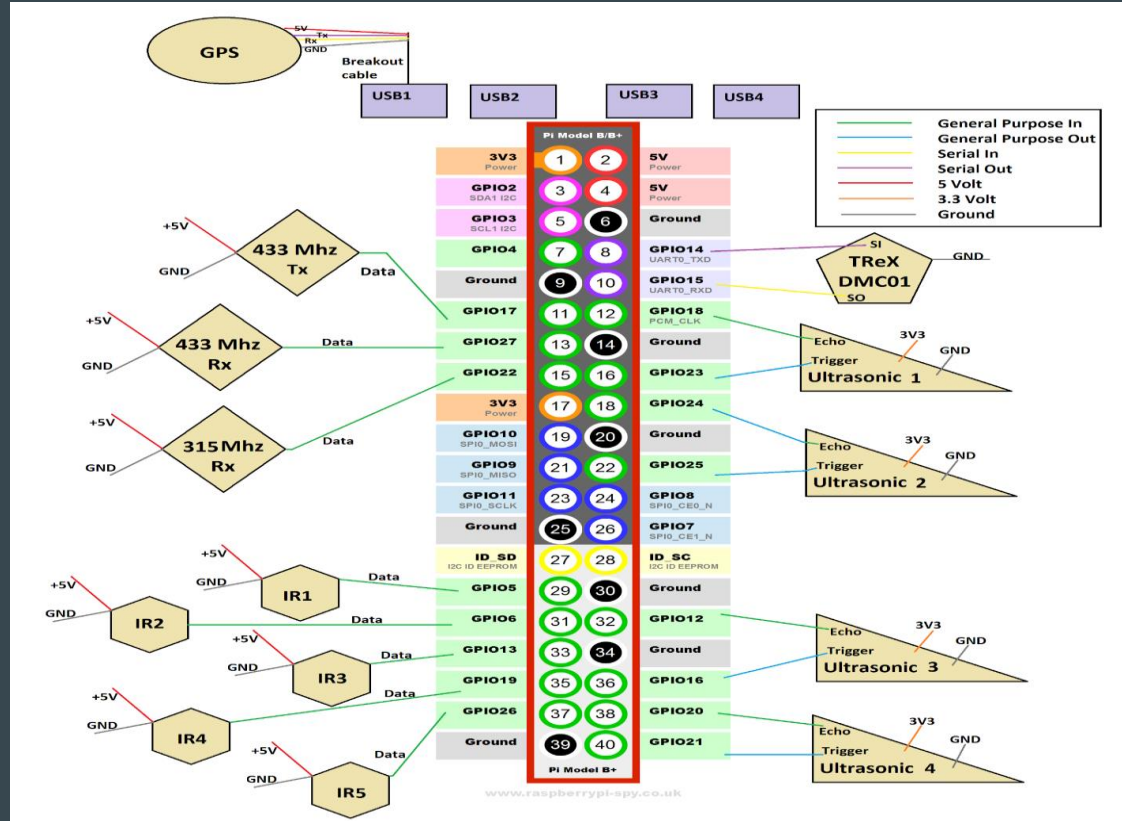 GPS
5V
Tx
Rx
GND
Breakout
cable
USB1
USB2
USB3
USB4
General Purpose In
General Purpose Out
Serial In
Serial Out
5 Volt
3.3 Volt
Ground
Pi Model B/B+
3V3
Power
1
2
5V
Power
GPIO2
SDA1 I2C
3
4
5V
Power
GPIO3
SCL1 I2C
5
6
Ground
GPIO4
7
8
GPIO14
UART0_TXD
Ground
9
10
GPIO15
UART0_RXD
GPIO17
11
12
GPIO18
PCM_CLK
GPIO27
13
14
Ground
GPIO22
15
16
GPIO23
3V3
Power
17
18
GPIO24
GPIO10
SPI0_MOSI
19
20
Ground
GPIO9
SPI0_MISO
21
22
GPIO25
GPIO11
SPI0_SCLK
23
24
GPIO8
SPI0_CE0_N
Ground
25
26
GPIO7
SPI0_CE1_N
ID_SD
I2C ID EEPROM
27
28
ID_SC
I2C ID EEPROM
GPIO5
29
30
Ground
GPIO6
31
32
GPIO12
GPIO13
33
34
Ground
GPIO19
35
36
GPIO16
GPIO26
37
38
GPIO20
Ground
39
40
GPIO21
Pi Model B+
www.raspberrypi-spy.co.uk
+5V
GND
433 Mhz
Tx
Data
+5V
GND
433 Mhz
Rx
Data
+5V
GND
315Mhz
Rx
Data
+5V
GND
IR1
Data
+5V
GND
IR2
Data
+5V
GND
IR3
Data
+5V
GND
IR4
Data
+5V
GND
IR5
Data
SI
TReX
DMC01
SO
GND
Echo
Trigger
Ultrasonic 1
3V3
GND
Echo
Trigger
Ultrasonic 2
3V3
GND
Echo
Trigger
Ultrasonic 3
3V3
GND
Echo
Trigger
Ultrasonic 4
3V3
GND